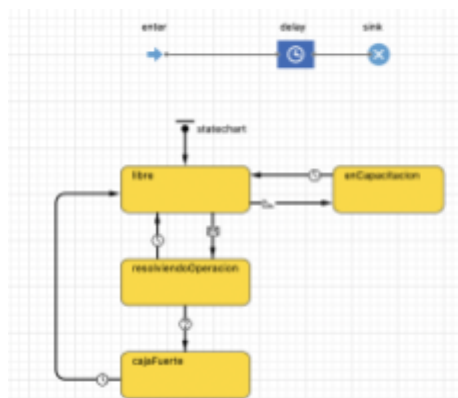 enter
delay
sink
statechart
libre
enCapacitacion
resolviendoOperacion
cajaFuerte